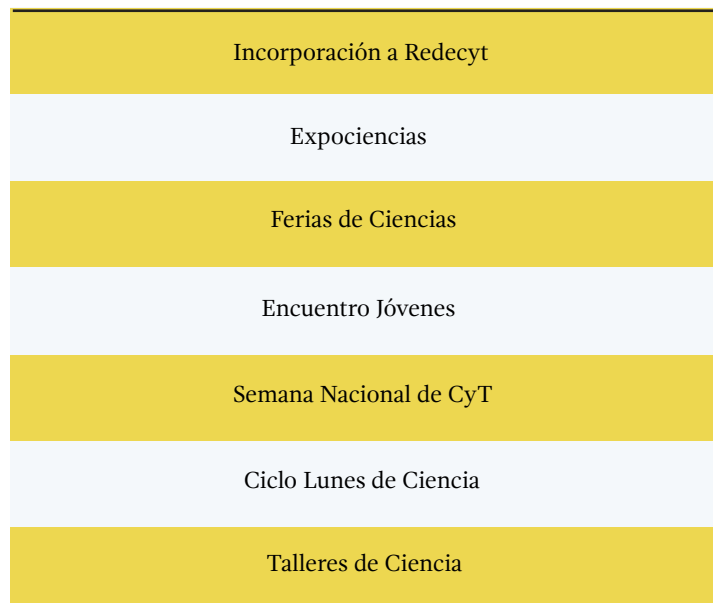 Incorporación a Redecyt
Expociencias
Ferias de Ciencias
Encuentro Jóvenes
Semana Nacional de CyT
Ciclo Lunes de Ciencia
Talleres de Ciencia